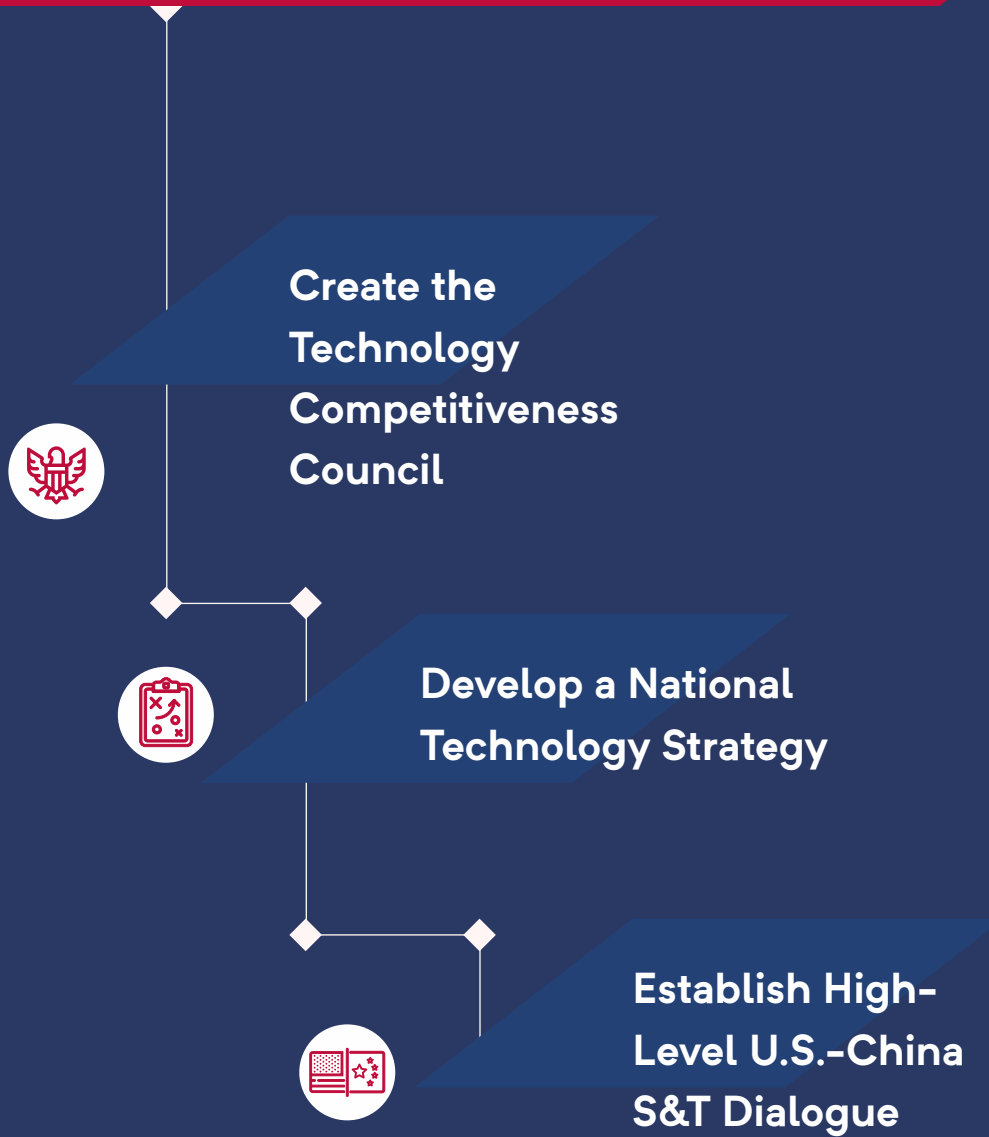 Create the
Technology
Competitiveness
Council
Develop a National
Technology Strategy
Establish High-
Level U.S.-China
S&T Dialogue